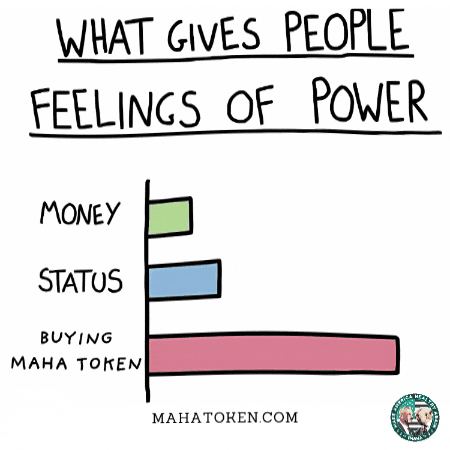 WHAT GIVES PEOPLE
FEELINGS OF POWER
MONEY
STATUS
BUYING
MAHA TOKEN
MAHATOKEN.COM